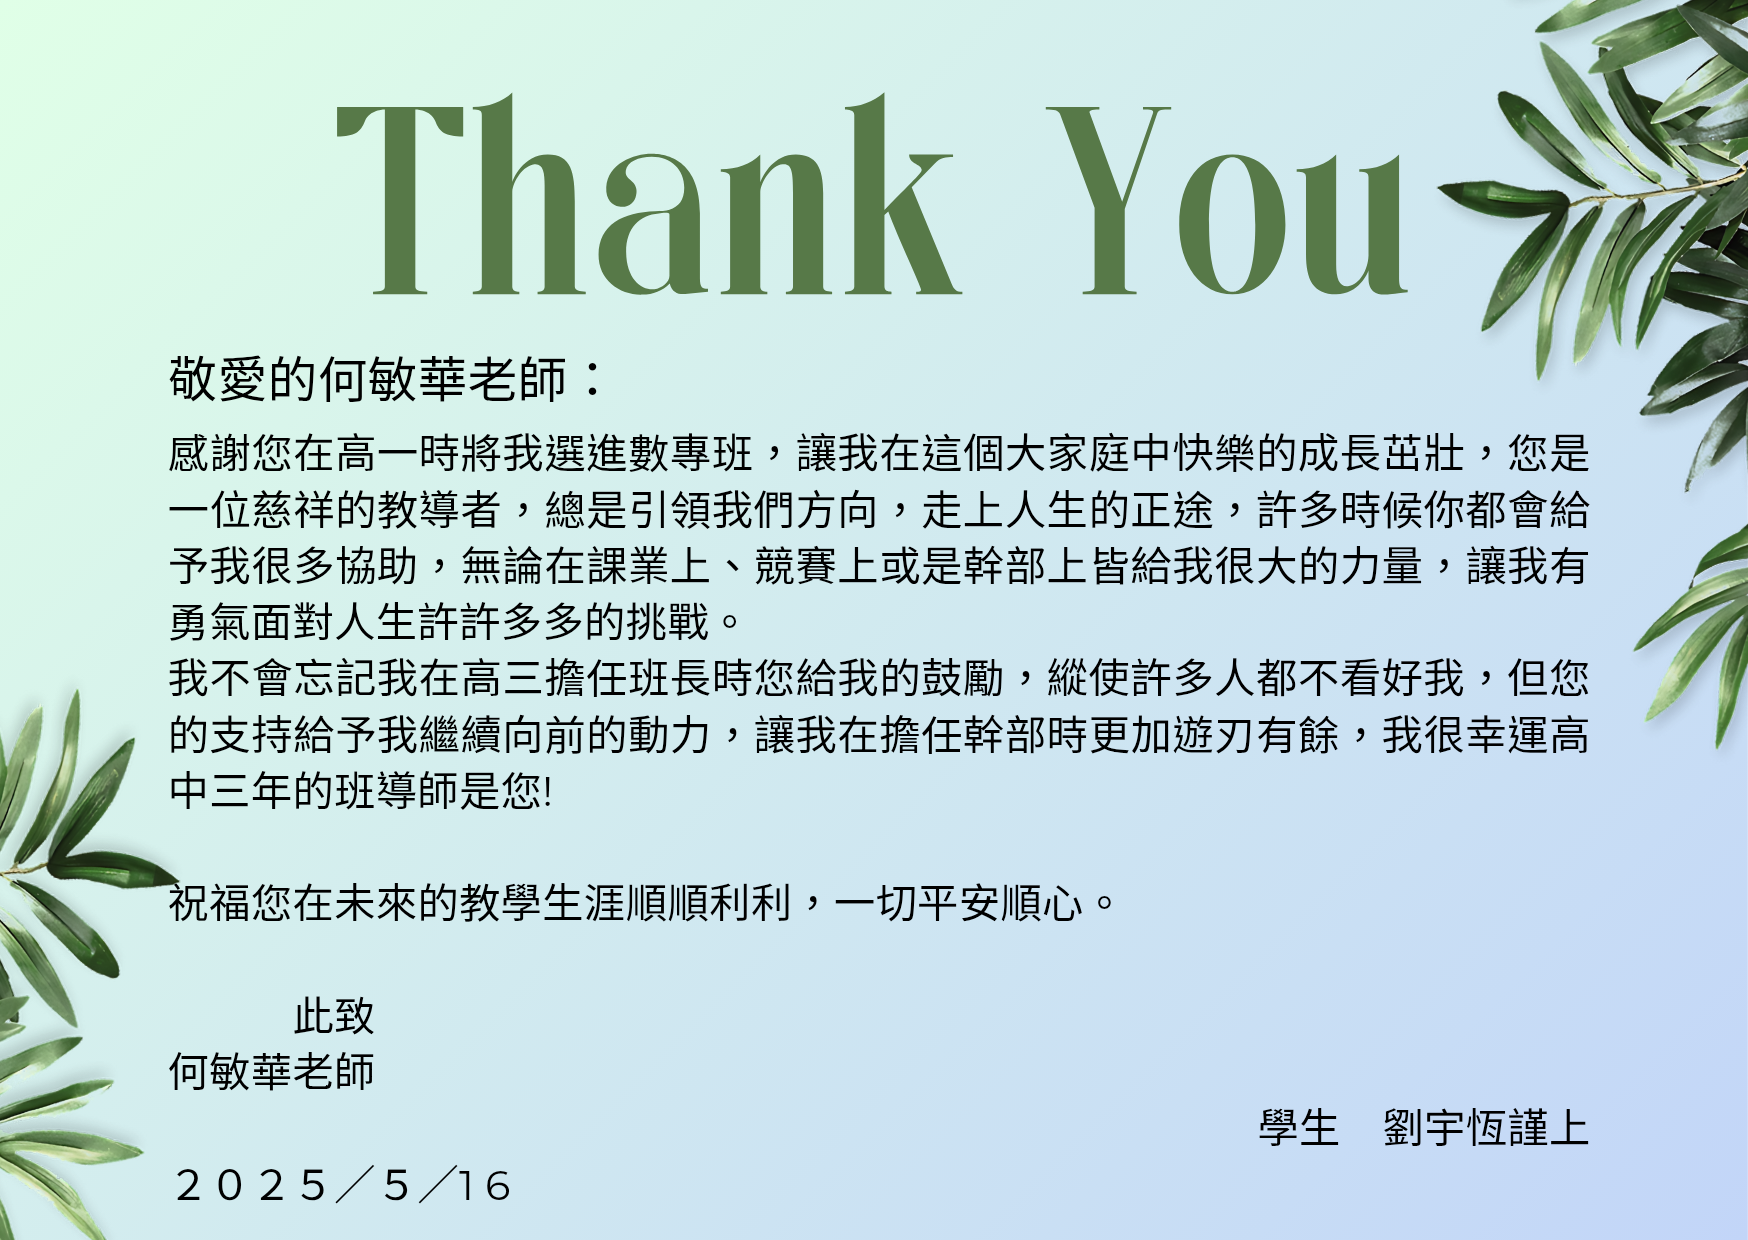 Thank You
敬愛的何敏華老師：
感謝您在高一時將我選進數專班，讓我在這個大家庭中快樂的成長茁壯，您是
一位慈祥的教導者，總是引領我們方向，走上人生的正途，許多時候你都會給
予我很多協助，無論在課業上、競賽上或是幹部上皆給我很大的力量，讓我有
勇氣面對人生許許多多的挑戰。
我不會忘記我在高三擔任班長時您給我的鼓勵，縱使許多人都不看好我，但您
的支持給予我繼續向前的動力，讓我在擔任幹部時更加遊刃有餘，我很幸運高
中三年的班導師是您!
祝福您在未來的教學生涯順順利利，一切平安順心。
此致
何敏華老師
學生　劉宇恆謹上
２０２５／５／16